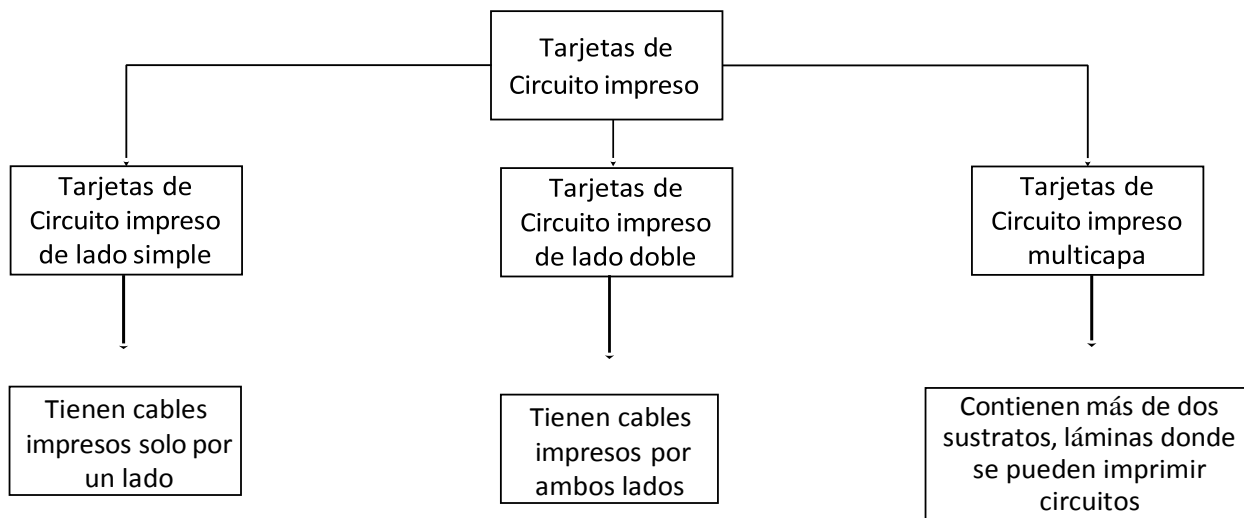 Tarjetas de
Circuito impreso
Tarjetas de
Circuito impreso
de lado simple
Tarjetas de
Circuito impreso
de lado doble
Tarjetas de
Circuito impreso
multicapa
Tienen cables
impresos solo por
un lado
Tienen cables
impresos por
ambos lados
Contienen más de dos
sustratos, láminas donde
se pueden imprimir
circuitos